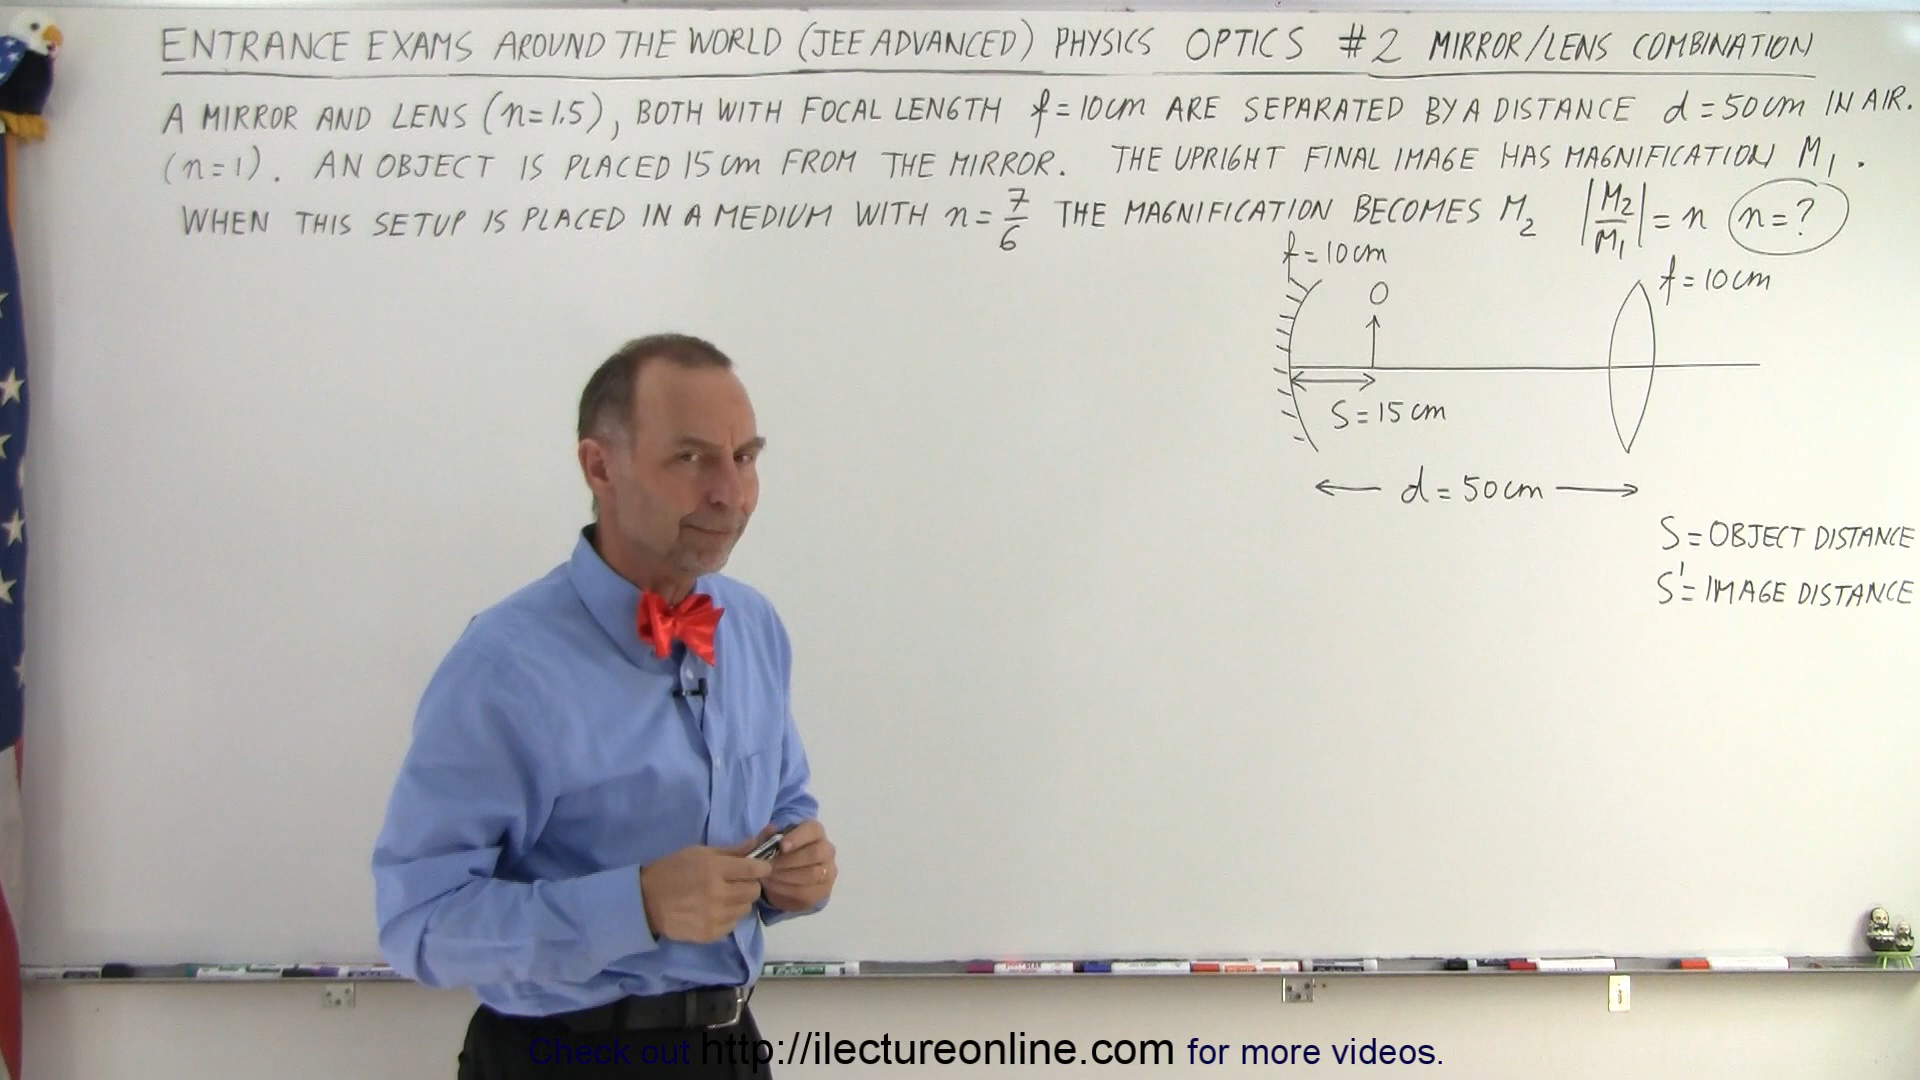 ENTRANCE EXAMS AROUND THE WORLD (JEE ADVANCED) PHYSICS OPTICS #2 MIRROR/LENS COMBINATION
A MIRROR AND LENS (n=1.5), BOTH WITH FOCAL LENGTH f=10cm ARE SEPARATED BY A DISTANCE d=50cm IN AIR.
(n=1). AN OBJECT IS PLACED 15cm FROM THE MIRROR. THE UPRIGHT FINAL IMAGE HAS MAGNIFICATION M₁.
WHEN THIS SETUP IS PLACED IN A MEDIUM WITH n=7/6 THE MAGNIFICATION BECOMES M₂ |M₂/M₁|=n n=?
f=10cm
f=10cm
O
S=15cm
d=50cm
S=OBJECT DISTANCE
S'=IMAGE DISTANCE
Check out http://ilectureonline.com for more videos.